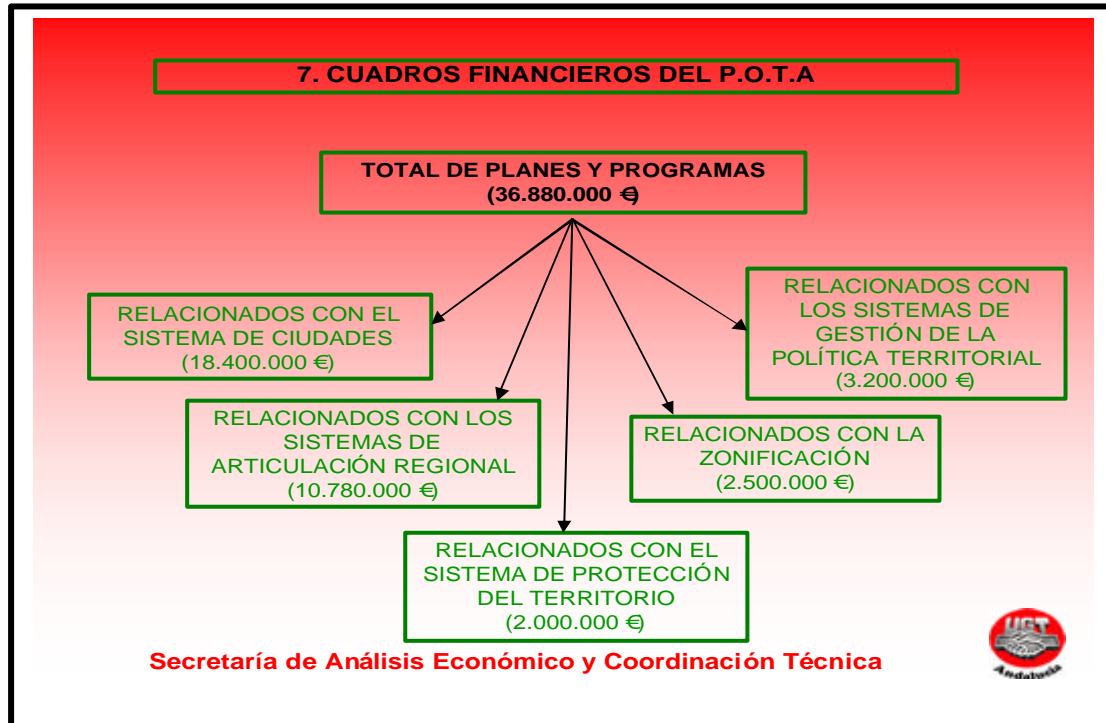 7. CUADROS FINANCIEROS DEL P.O.T.A
TOTAL DE PLANES Y PROGRAMAS
(36.880.000 €)
RELACIONADOS CON EL
SISTEMA DE CIUDADES
(18.400.000 €)
RELACIONADOS CON
LOS SISTEMAS DE
GESTIÓN DE LA
POLÍTICA TERRITORIAL
(3.200.000 €)
RELACIONADOS CON LOS
SISTEMAS DE
ARTICULACIÓN REGIONAL
(10.780.000 €)
RELACIONADOS CON LA
ZONIFICACIÓN
(2.500.000 €)
RELACIONADOS CON EL
SISTEMA DE PROTECCIÓN
DEL TERRITORIO
(2.000.000 €)
Secretaría de Análisis Económico y Coordinación Técnica
UGT
Andalucía